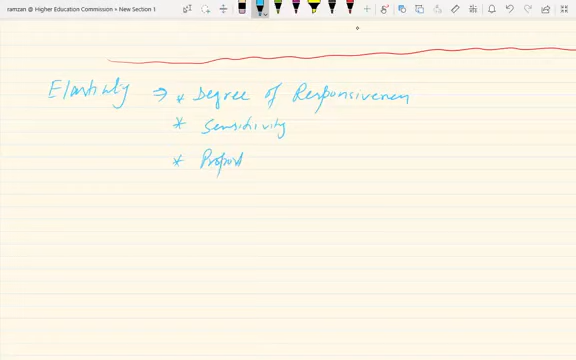 ramzan @ Higher Education Commission » New Section 1
Elasticity ⇒ * Degree of Responsiveness
* Sensitivity
* Proport